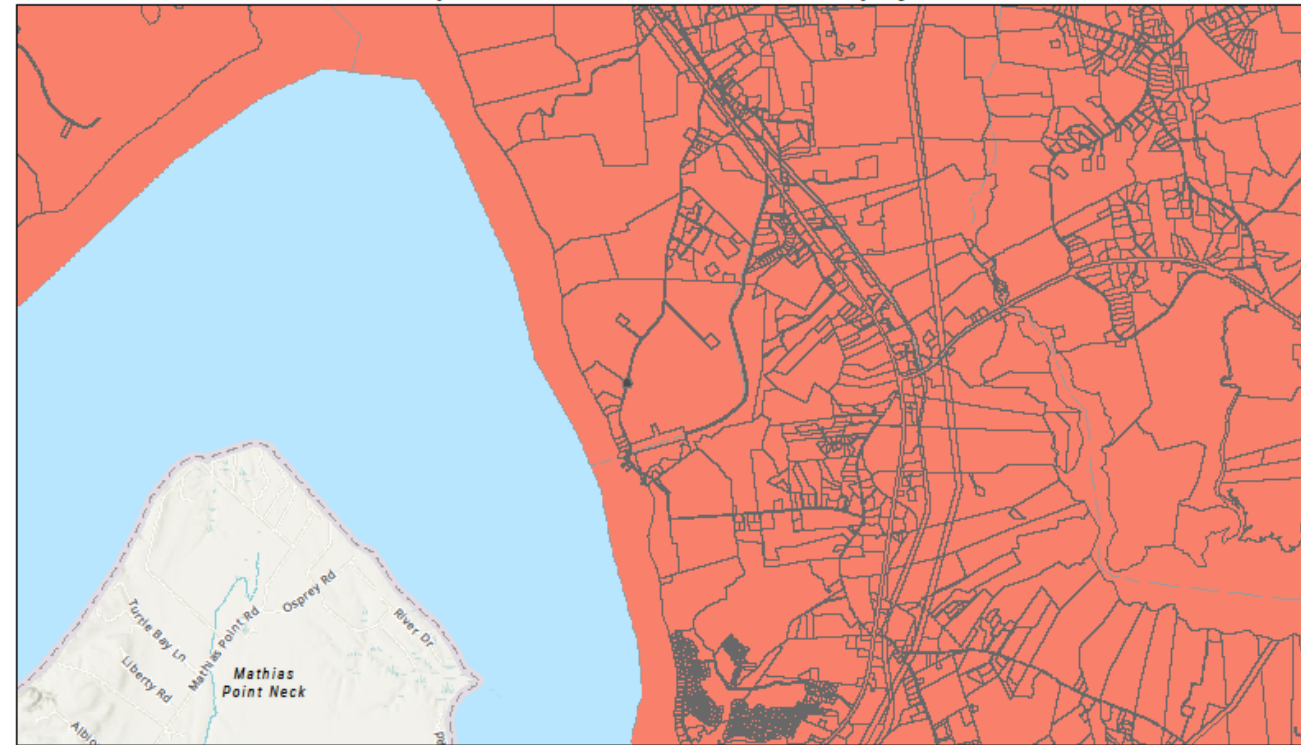 Osprey Rd
River Dr
Turtle Bay Ln
Mathias Point Rd
Liberty Rd
Mathias
Point Neck